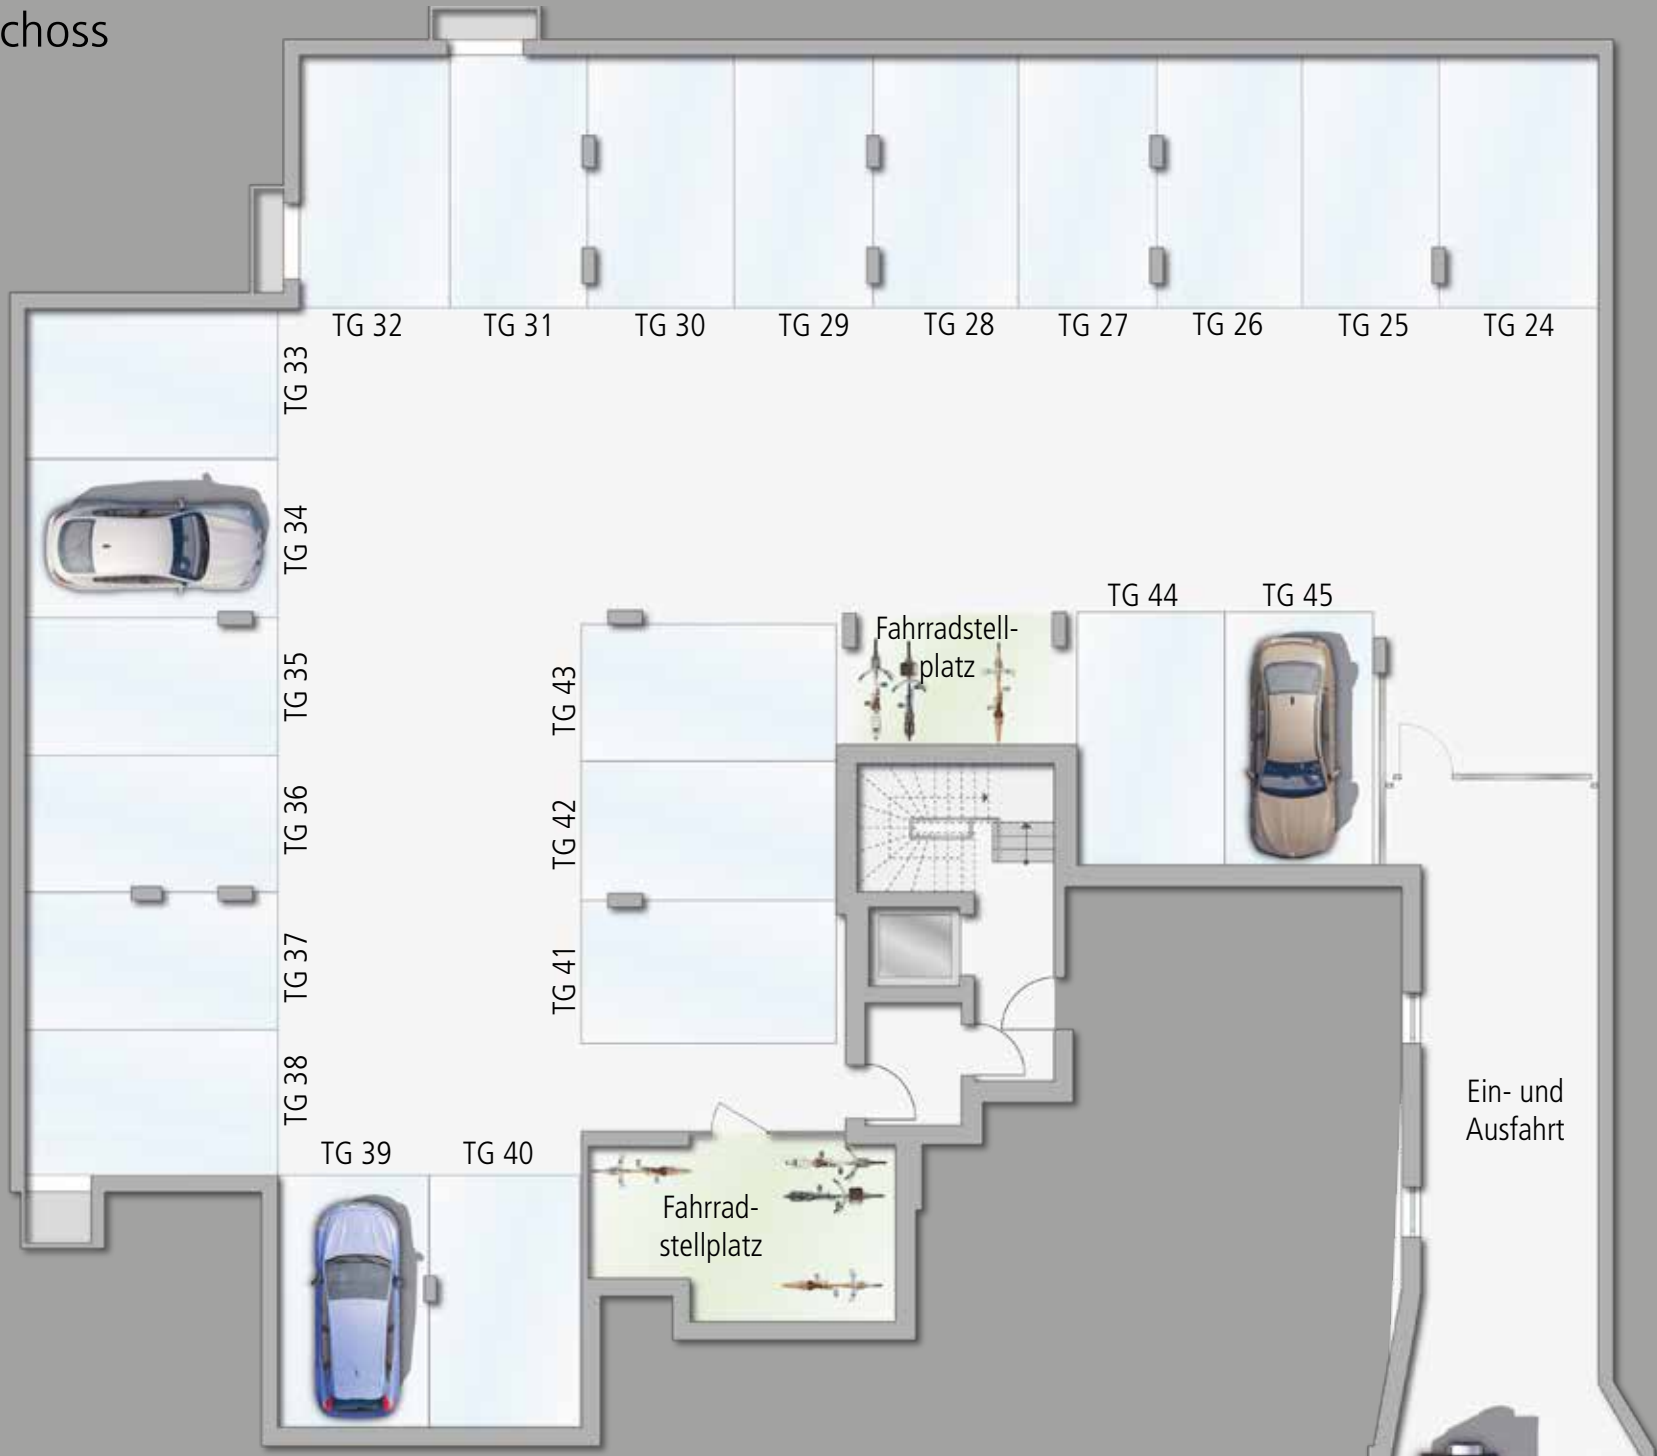 choss
TG 32
TG 31
TG 30
TG 29
TG 28
TG 27
TG 26
TG 25
TG 24
TG 33
TG 34
TG 35
TG 36
TG 37
TG 38
TG 43
TG 42
TG 41
Fahrradstell-
platz
TG 44
TG 45
TG 39
TG 40
Fahrrad-
stellplatz
Ein- und
Ausfahrt